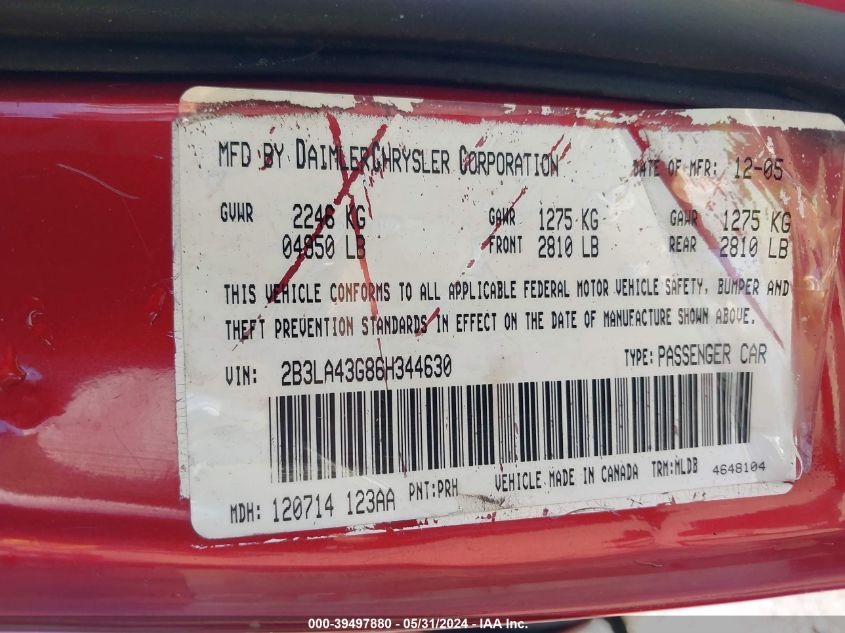 MFD BY DAIMLERCHRYSLER CORPORATION DATE OF MFR: 12-05
GVWR 2246 KG GAWR 1275 KG GAWR 1275 KG
04950 LB FRONT 2810 LB REAR 2810 LB
THIS VEHICLE CONFORMS TO ALL APPLICABLE FEDERAL MOTOR VEHICLE SAFETY, BUMPER AND
THEFT PREVENTION STANDARDS IN EFFECT ON THE DATE OF MANUFACTURE SHOWN ABOVE.
VIN: 2B3LA43G86H344630 TYPE: PASSENGER CAR
MDH: 120714 123AA PNT:PRH VEHICLE MADE IN CANADA TRM:MLDB 4648104
000-39497880 - 05/31/2024 - IAA Inc.